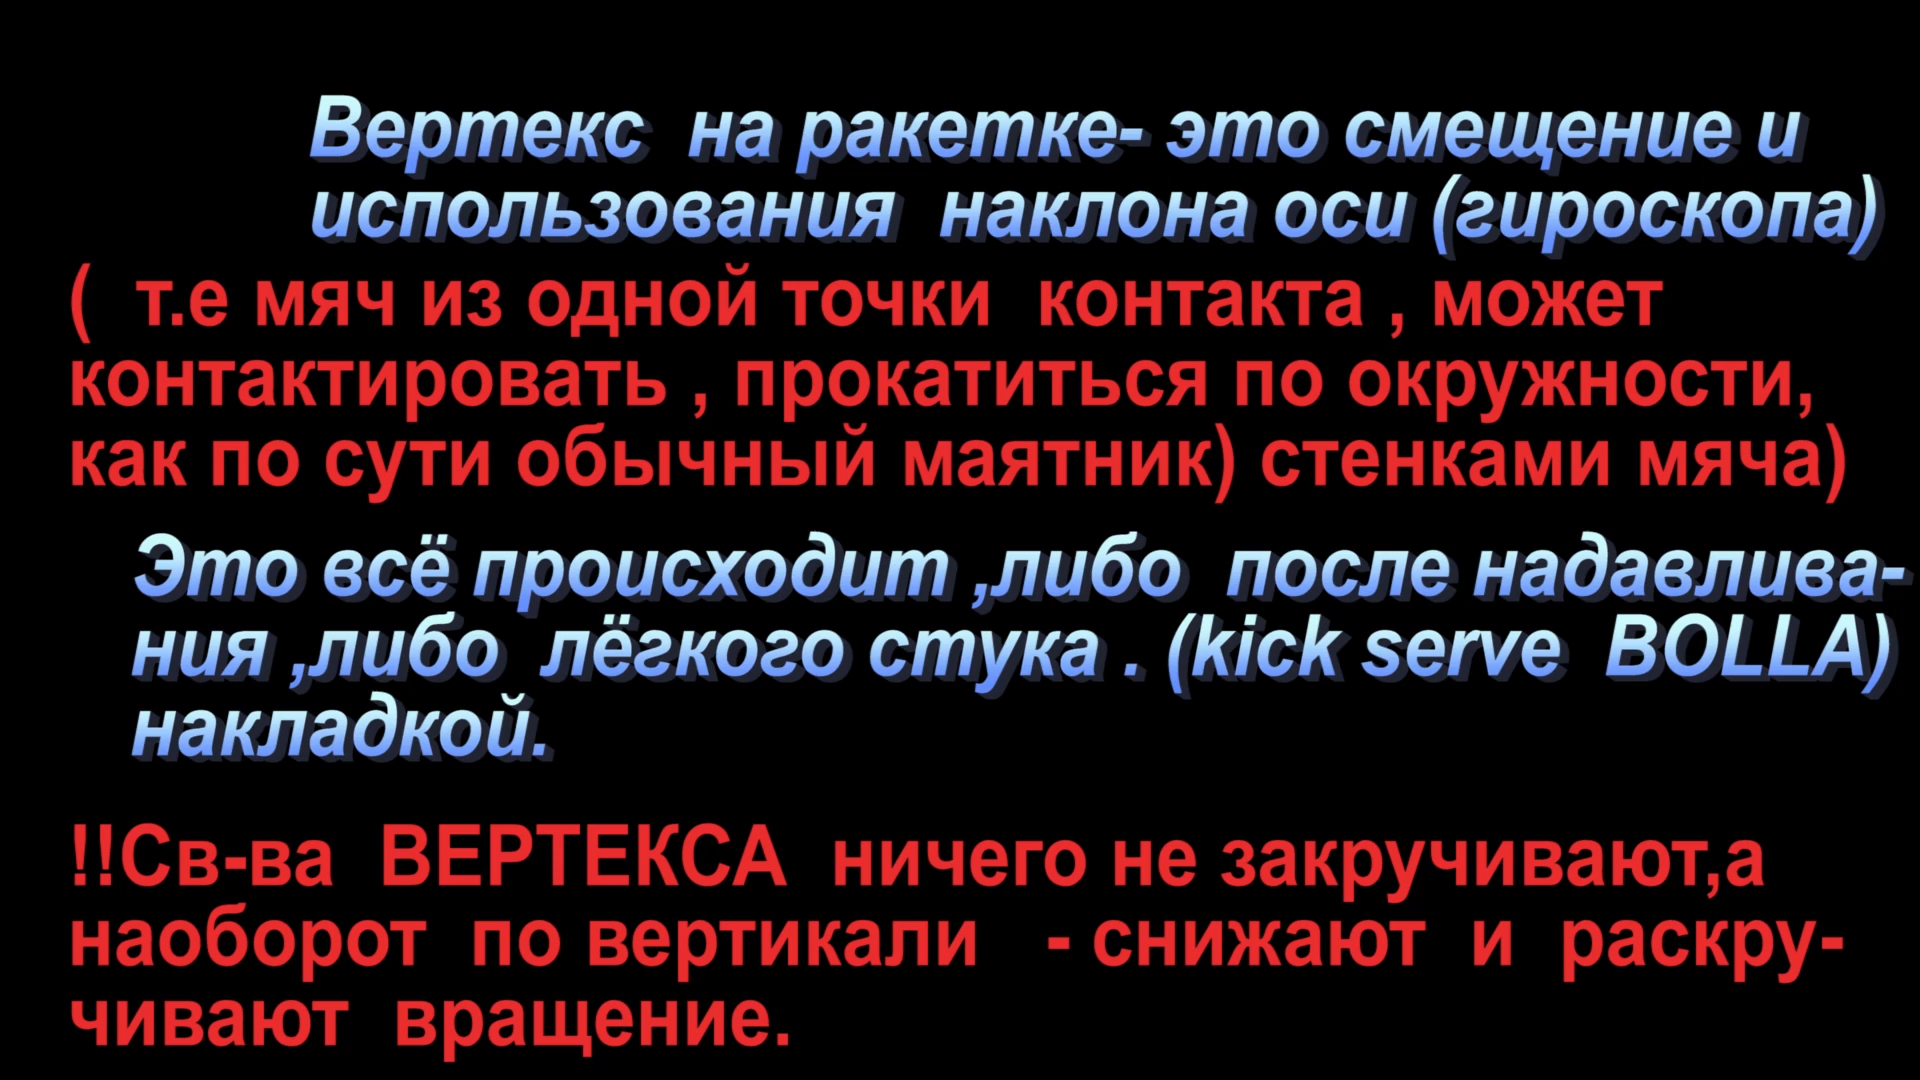 Вертекс на ракетке- это смещение и
использования наклона оси (гироскопа)
( т.е мяч из одной точки контакта , может
контактировать , прокатиться по окружности,
как по сути обычный маятник) стенками мяча)
Это всё происходит ,либо после надавлива-
ния ,либо лёгкого стука . (kick serve BOLLA)
накладкой.
!!Св-ва ВЕРТЕКСА ничего не закручивают,а
наоборот по вертикали - снижают и раскру-
чивают вращение.